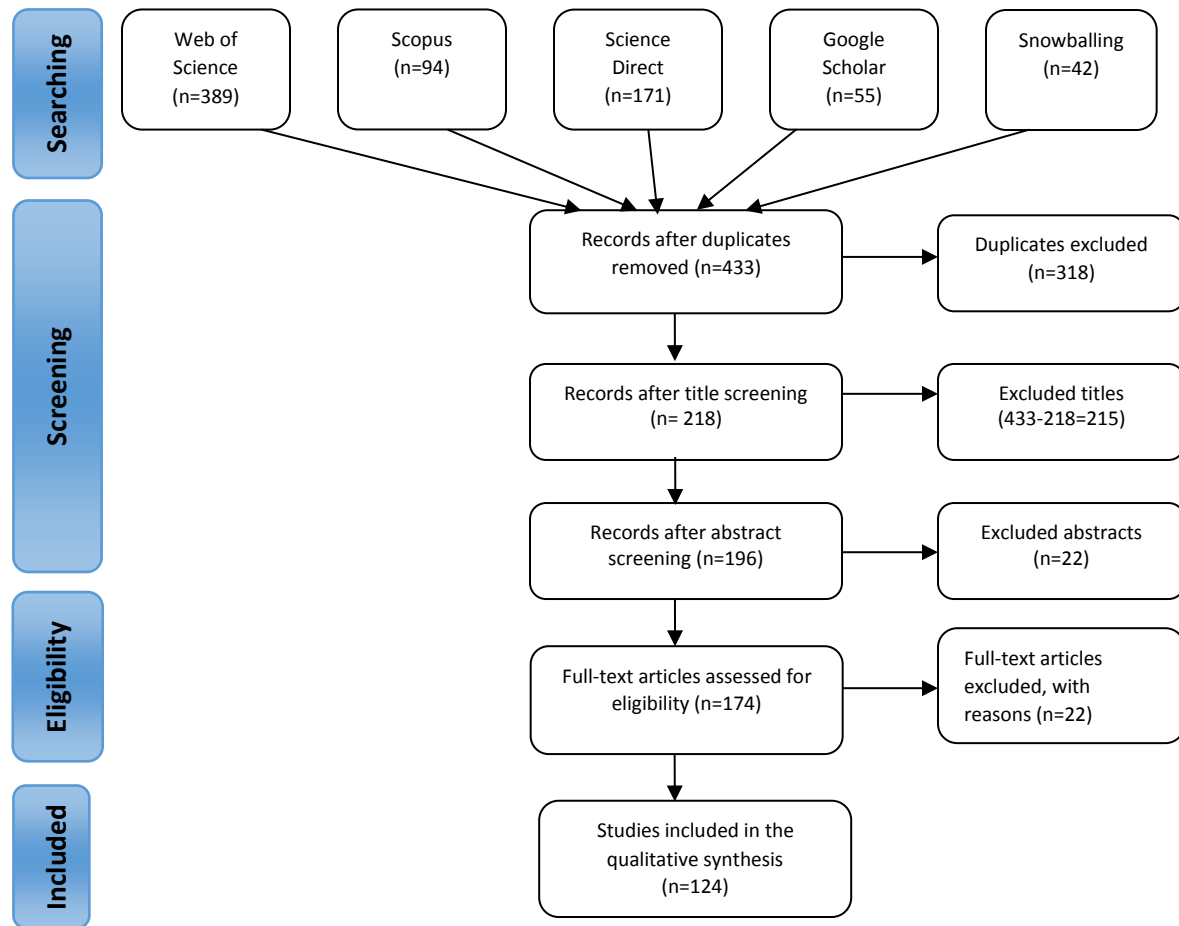 Searching
Web of
Science
(n=389)
Scopus
(n=94)
Science
Direct
(n=171)
Google
Scholar
(n=55)
Snowballing
(n=42)
Screening
Records after duplicates
removed (n=433)
Duplicates excluded
(n=318)
Records after title screening
(n= 218)
Excluded titles
(433-218=215)
Records after abstract
screening (n=196)
Excluded abstracts
(n=22)
Eligibility
Full-text articles assessed for
eligibility (n=174)
Full-text articles
excluded, with
reasons (n=22)
Included
Studies included in the
qualitative synthesis
(n=124)